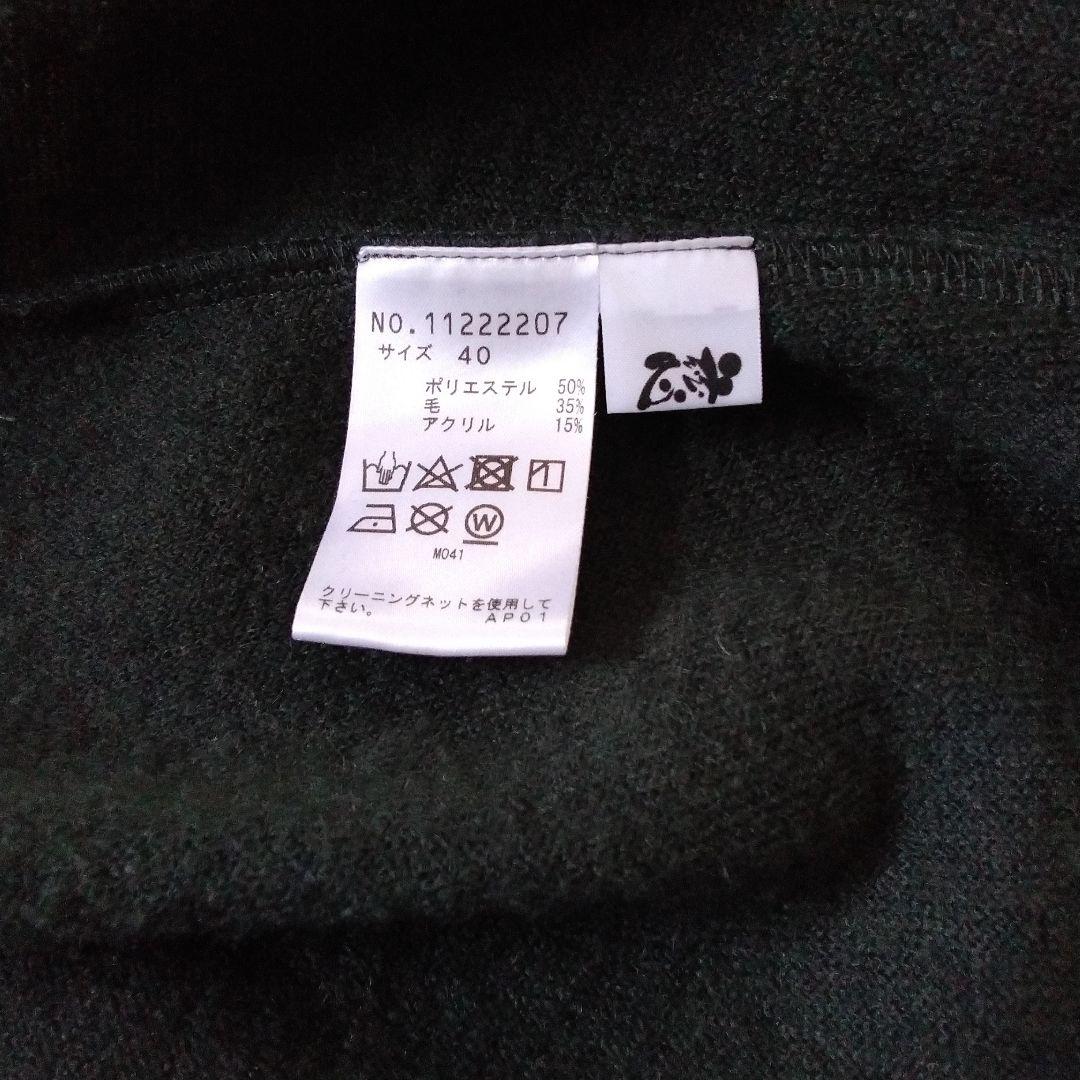 NO.11222207
サイズ 40
ポリエステル 50%
毛 35%
アクリル 15%
W
M041
クリーニングネットを使用して
下さい。
AP01